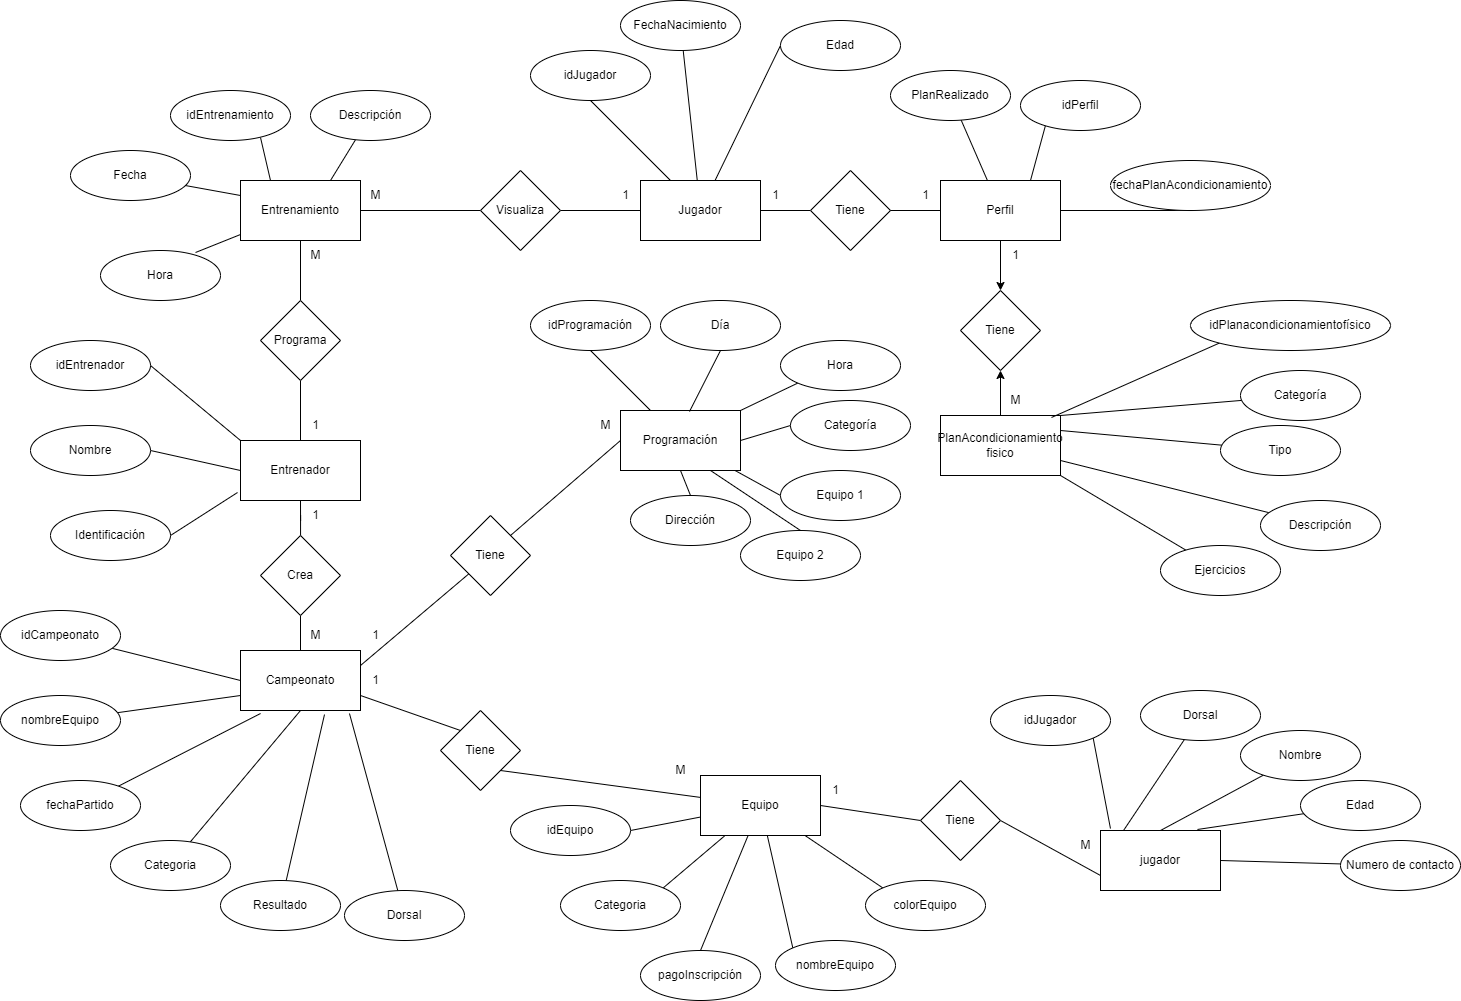 FechaNacimiento
Edad
idJugador
PlanRealizado
idPerfil
idEntrenamiento
Descripción
Fecha
fechaPlanAcondicionamiento
M
1
1
1
Entrenamiento
Visualiza
Jugador
Tiene
Perfil
M
1
Hora
idProgramación
Día
idPlanacondicionamientofísico
Programa
Tiene
idEntrenador
Hora
Categoría
M
1
M
Categoría
Nombre
Programación
PlanAcondicionamiento
fisico
Tipo
Entrenador
Equipo 1
1
Dirección
Descripción
Identificación
Tiene
Equipo 2
Crea
Ejercicios
idCampeonato
M
1
Campeonato
1
nombreEquipo
idJugador
Dorsal
Tiene
Nombre
M
1
fechaPartido
Equipo
Edad
idEquipo
Tiene
M
jugador
Categoria
Numero de contacto
Resultado
Dorsal
Categoria
colorEquipo
pagoInscripción
nombreEquipo